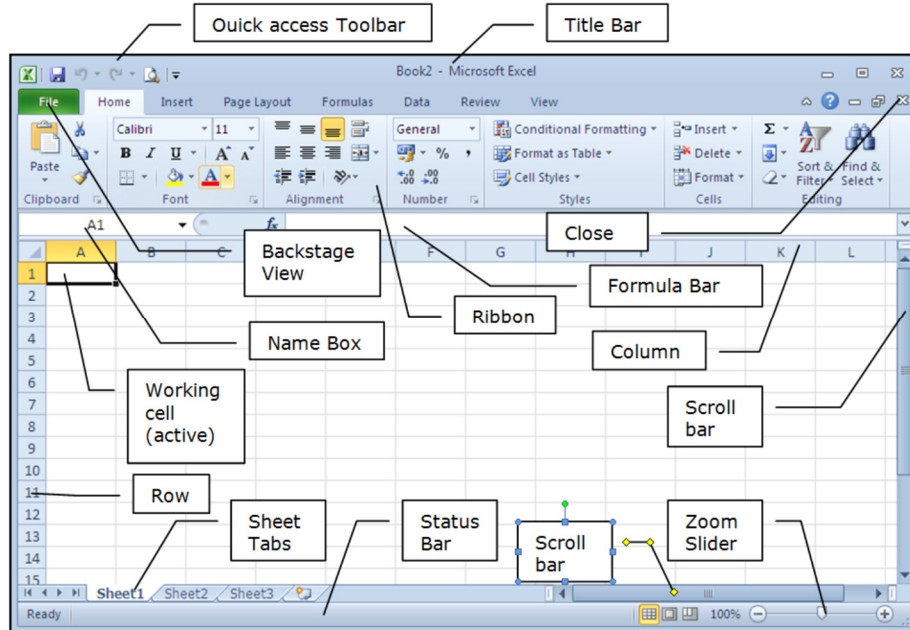 Ouick access Toolbar
Title Bar
Book2 - Microsoft Excel
File Home Insert Page Layout Formulas Data Review View
Calibri 11 General Conditional Formatting Insert Σ
Paste B I U A A % , Format as Table Delete Sort & Filter Find & Select
A .00 .00 Cell Styles Format
Clipboard Font Alignment Number Styles Cells Editing
A1 fx
Close
A B C F G H I J K L
Backstage
View
Formula Bar
Ribbon
Name Box
Column
Working
cell
(active)
Scroll
bar
Row
Sheet
Tabs
Status
Bar
Scroll
bar
Zoom
Slider
1
2
3
4
5
6
7
8
9
10
11
12
13
14
15
Sheet1 Sheet2 Sheet3
Ready 100%